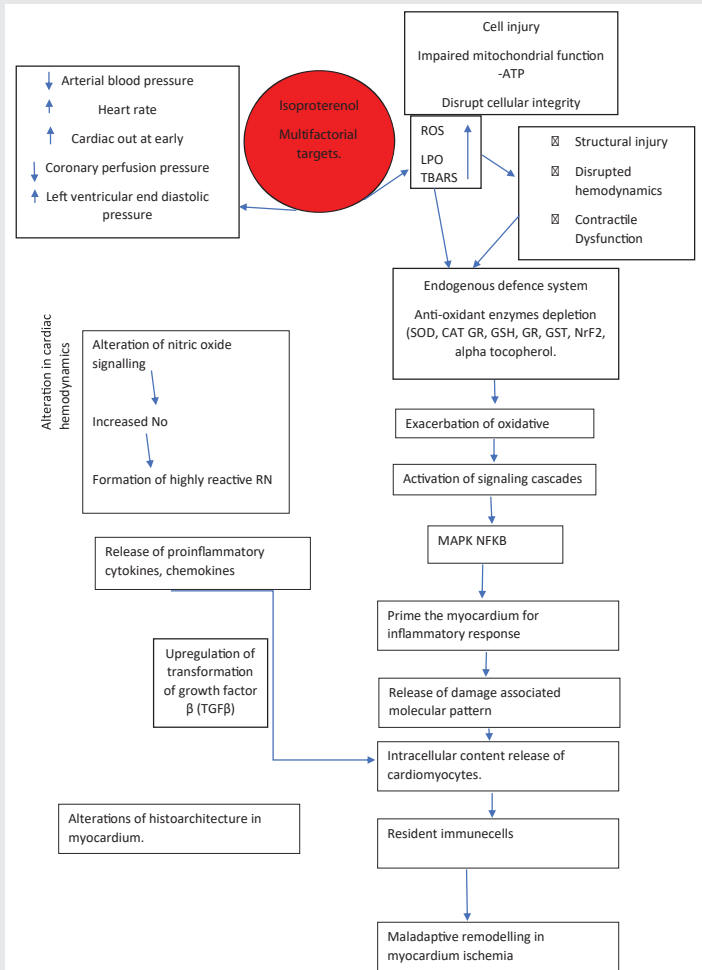 Cell injury
Impaired mitochondrial function
-ATP
Disrupt cellular integrity
Arterial blood pressure
Heart rate
Cardiac out at early
Coronary perfusion pressure
Left ventricular end diastolic
pressure
Isoproterenol
Multifactorial
targets.
ROS
LPO
TBARS
Structural injury
Disrupted
hemodynamics
Contractile
Dysfunction
Endogenous defence system
Anti-oxidant enzymes depletion
(SOD, CAT GR, GSH, GR, GST, NrF2,
alpha tocopherol.
Alteration in cardiac
hemodynamics
Alteration of nitric oxide
signalling
Increased No
Formation of highly reactive RN
Exacerbation of oxidative
Activation of signaling cascades
MAPK NFKB
Release of proinflammatory
cytokines, chemokines
Prime the myocardium for
inflammatory response
Upregulation of
transformation
of growth factor
β (TGFβ)
Release of damage associated
molecular pattern
Intracellular content release of
cardiomyocytes.
Alterations of histoarchitecture in
myocardium.
Resident immunecells
Maladaptive remodelling in
myocardium ischemia